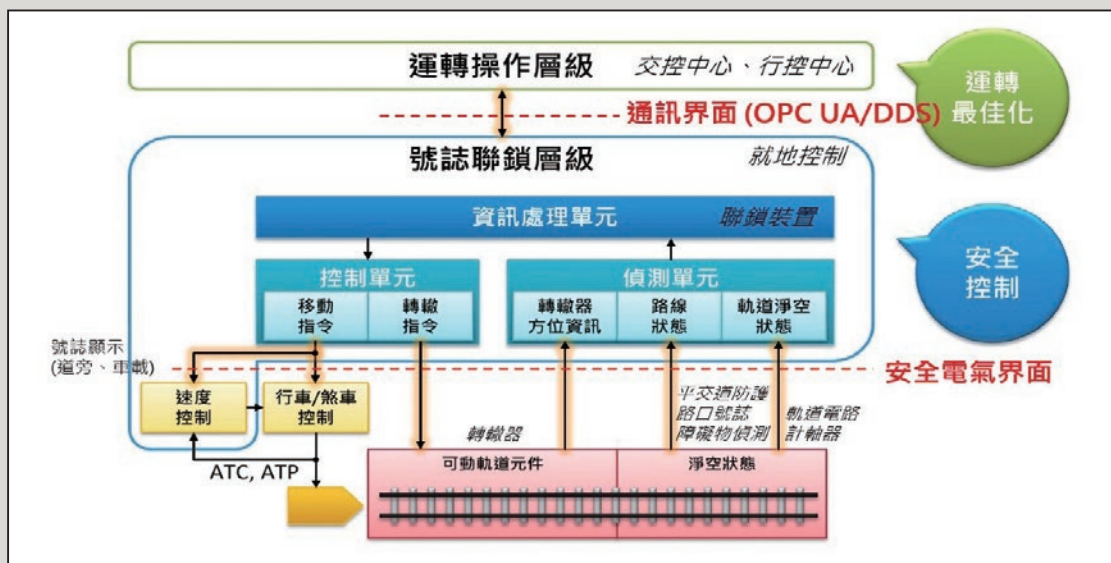 運轉操作層級 交控中心、行控中心
運轉
最佳化
通訊界面 (OPC UA/DDS)
號誌聯鎖層級 就地控制
資訊處理單元 聯鎖裝置
安全
控制
控制單元
移動
指令
轉轍
指令
偵測單元
轉轍器
方位資訊
路線
狀態
軌道淨空
狀態
號誌顯示
(道旁、車載)
安全電氣界面
速度
控制
行車/煞車
控制
轉轍器
平交道防護
路口號誌
障礙物偵測
軌道電路
計軸器
ATC, ATP
可動軌道元件
淨空狀態